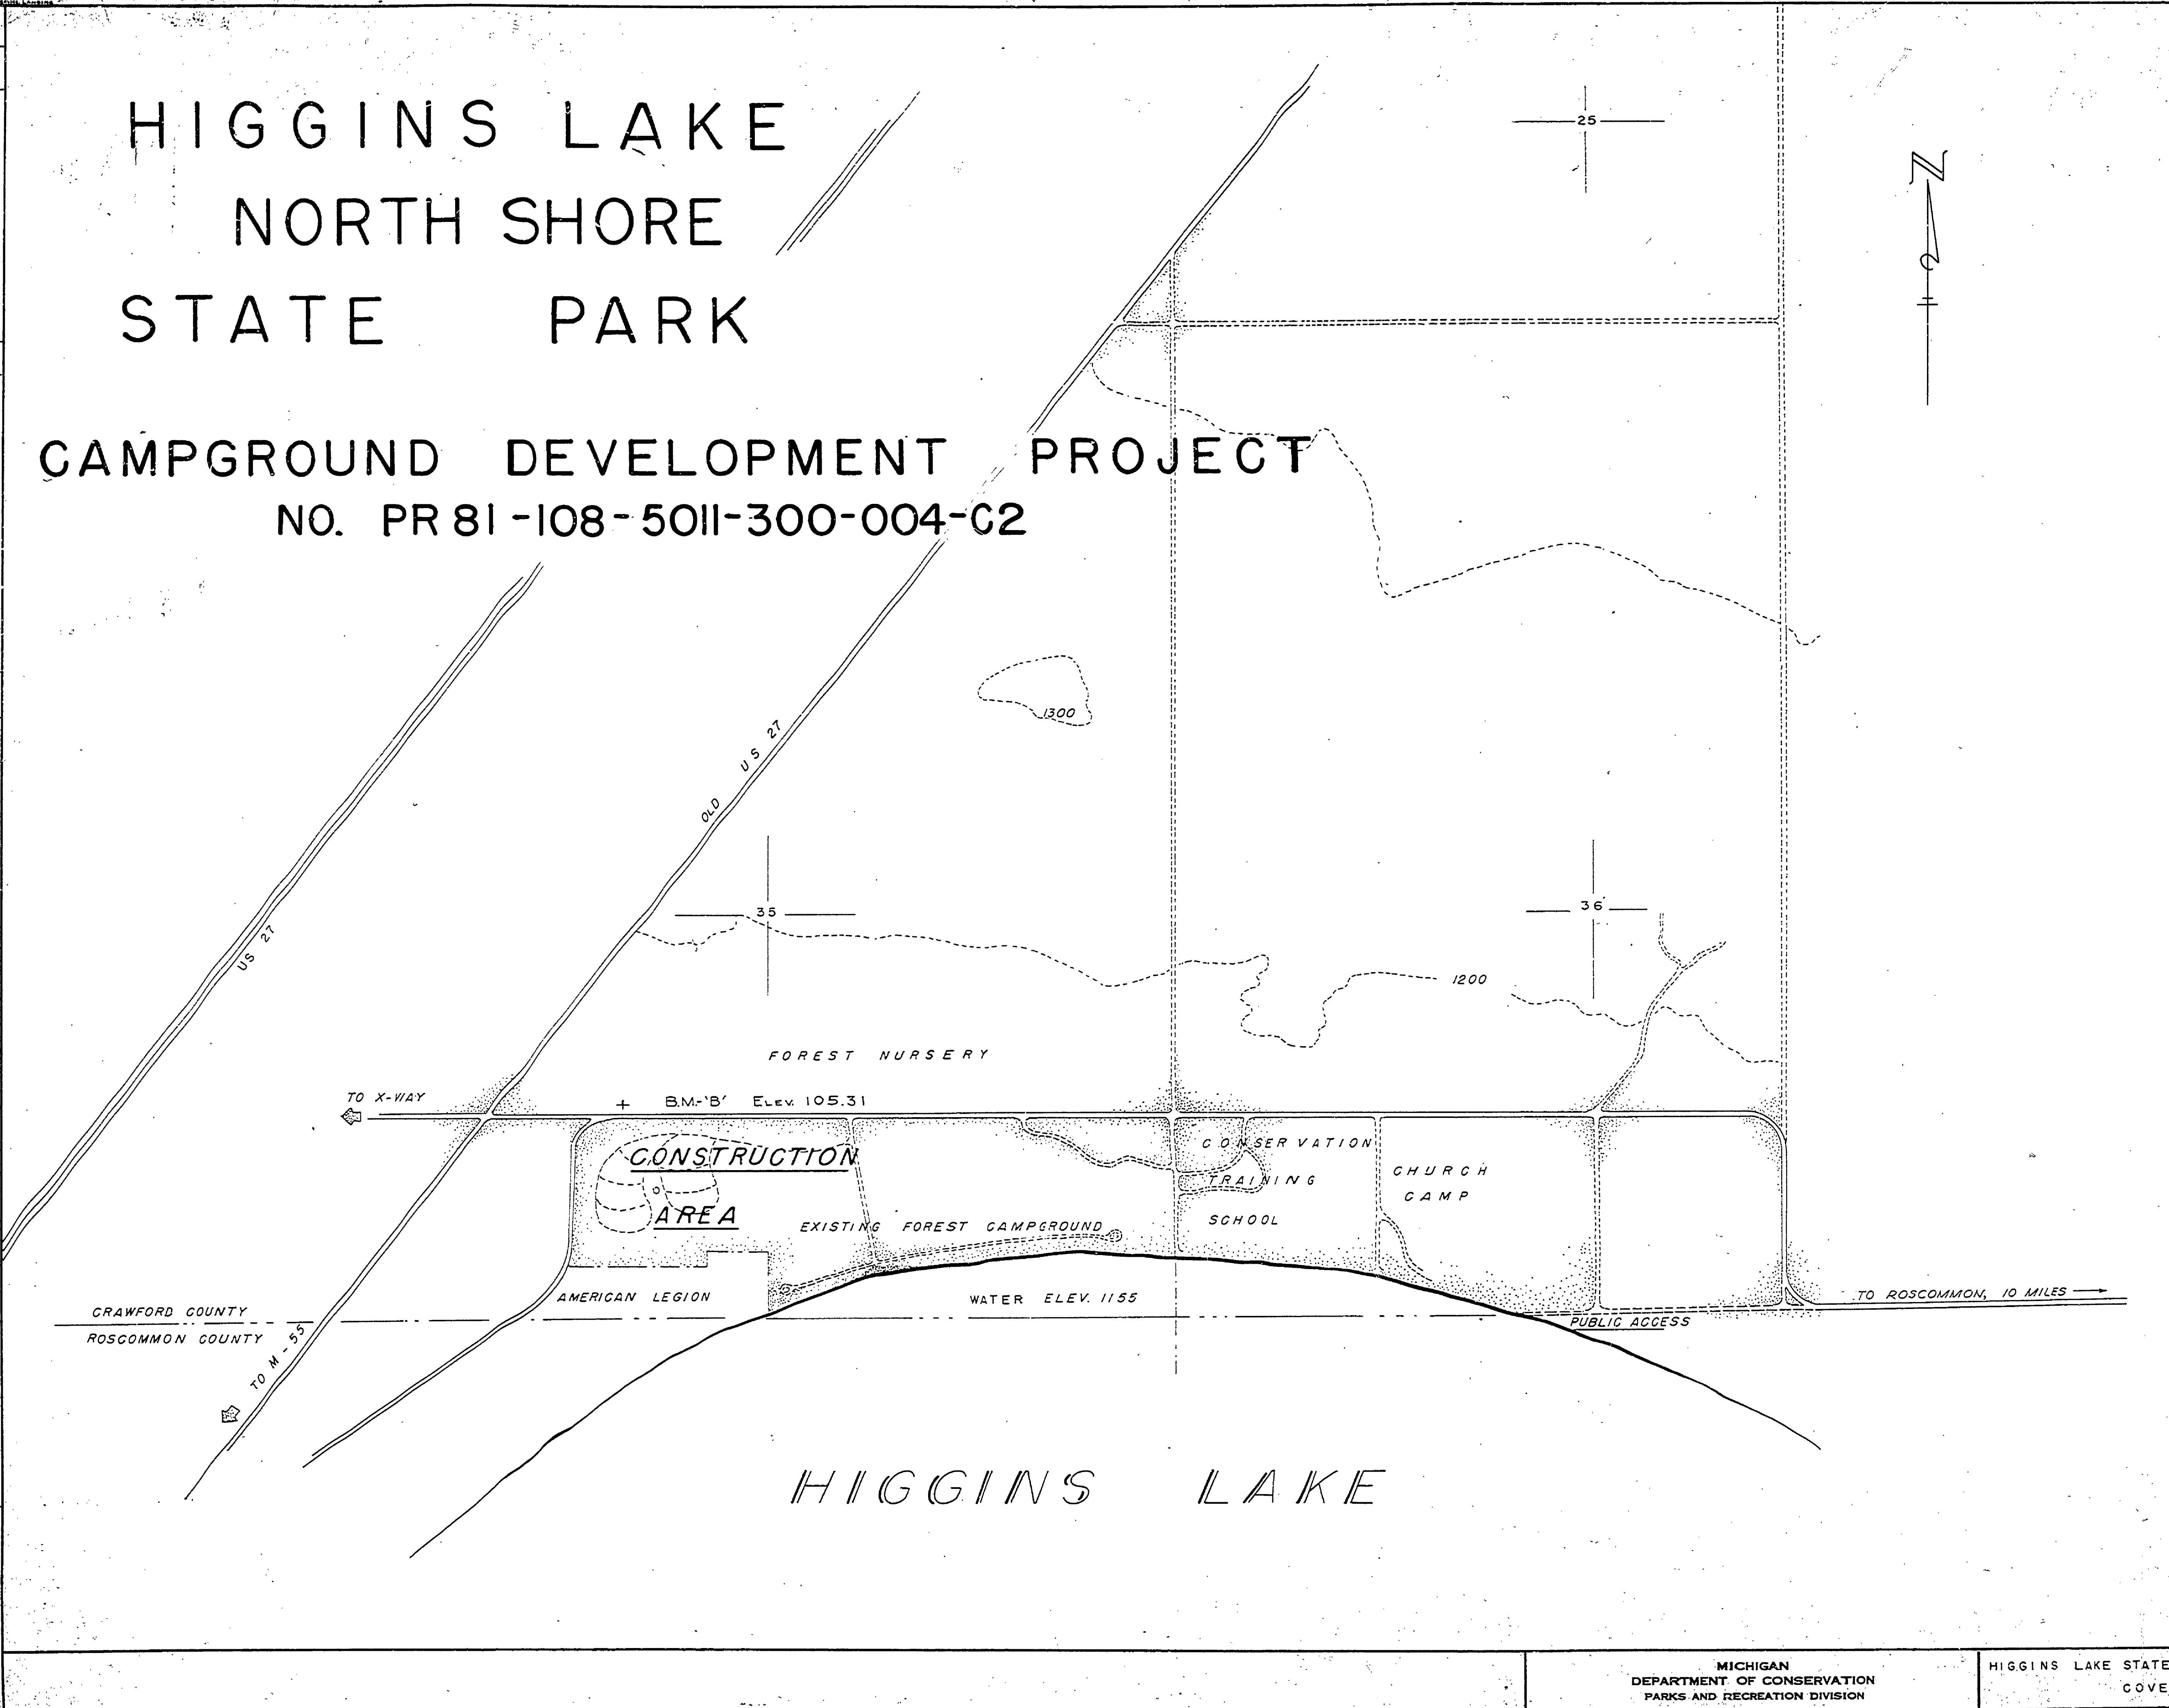 HIGGINS LAKE
NORTH SHORE
STATE PARK
CAMPGROUND DEVELOPMENT PROJECT
NO. PR 81-108-5011-300-004-C2
25
N
1300
OLD US 27
US 27
35
36
1200
FOREST NURSERY
TO X-WAY
B.M.-'B' ELEV. 105.31
CONSTRUCTION
AREA
EXISTING FOREST CAMPGROUND
CONSERVATION
TRAINING
SCHOOL
CHURCH
CAMP
AMERICAN LEGION
WATER ELEV. 1155
CRAWFORD COUNTY
ROSCOMMON COUNTY
TO M-55
TO ROSCOMMON, 10 MILES
PUBLIC ACCESS
HIGGINS LAKE
MICHIGAN
DEPARTMENT OF CONSERVATION
PARKS AND RECREATION DIVISION
HIGGINS LAKE STATE
COVE